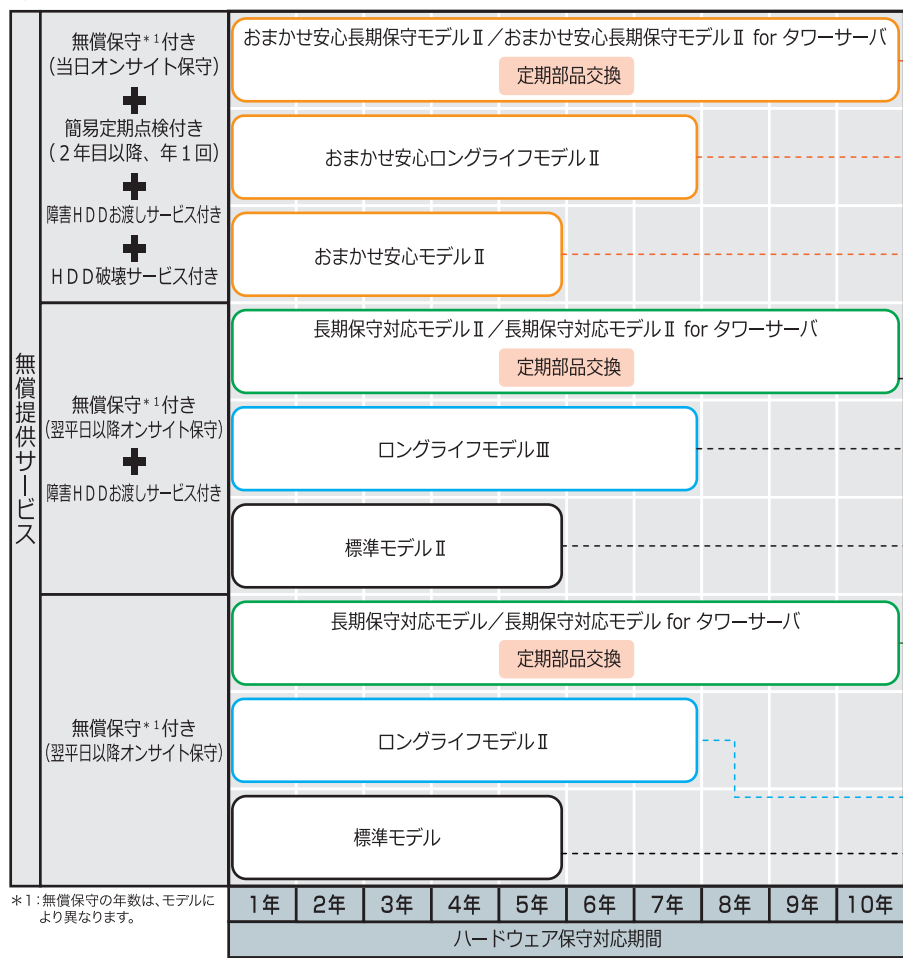 無償提供サービス
無償保守*1付き
(当日オンサイト保守)
+
簡易定期点検付き
(2年目以降、年1回)
+
障害HDDお渡しサービス付き
+
HDD破壊サービス付き
おまかせ安心長期保守モデルⅡ/おまかせ安心長期保守モデルⅡ for タワーサーバ
定期部品交換
おまかせ安心ロングライフモデルⅡ
おまかせ安心モデルⅡ
無償保守*1付き
(翌平日以降オンサイト保守)
+
障害HDDお渡しサービス付き
長期保守対応モデルⅡ/長期保守対応モデルⅡ for タワーサーバ
定期部品交換
ロングライフモデルⅢ
標準モデルⅡ
無償保守*1付き
(翌平日以降オンサイト保守)
長期保守対応モデル/長期保守対応モデル for タワーサーバ
定期部品交換
ロングライフモデルⅡ
標準モデル
1年 2年 3年 4年 5年 6年 7年 8年 9年 10年
ハードウェア保守対応期間
*1:無償保守の年数は、モデルに
より異なります。